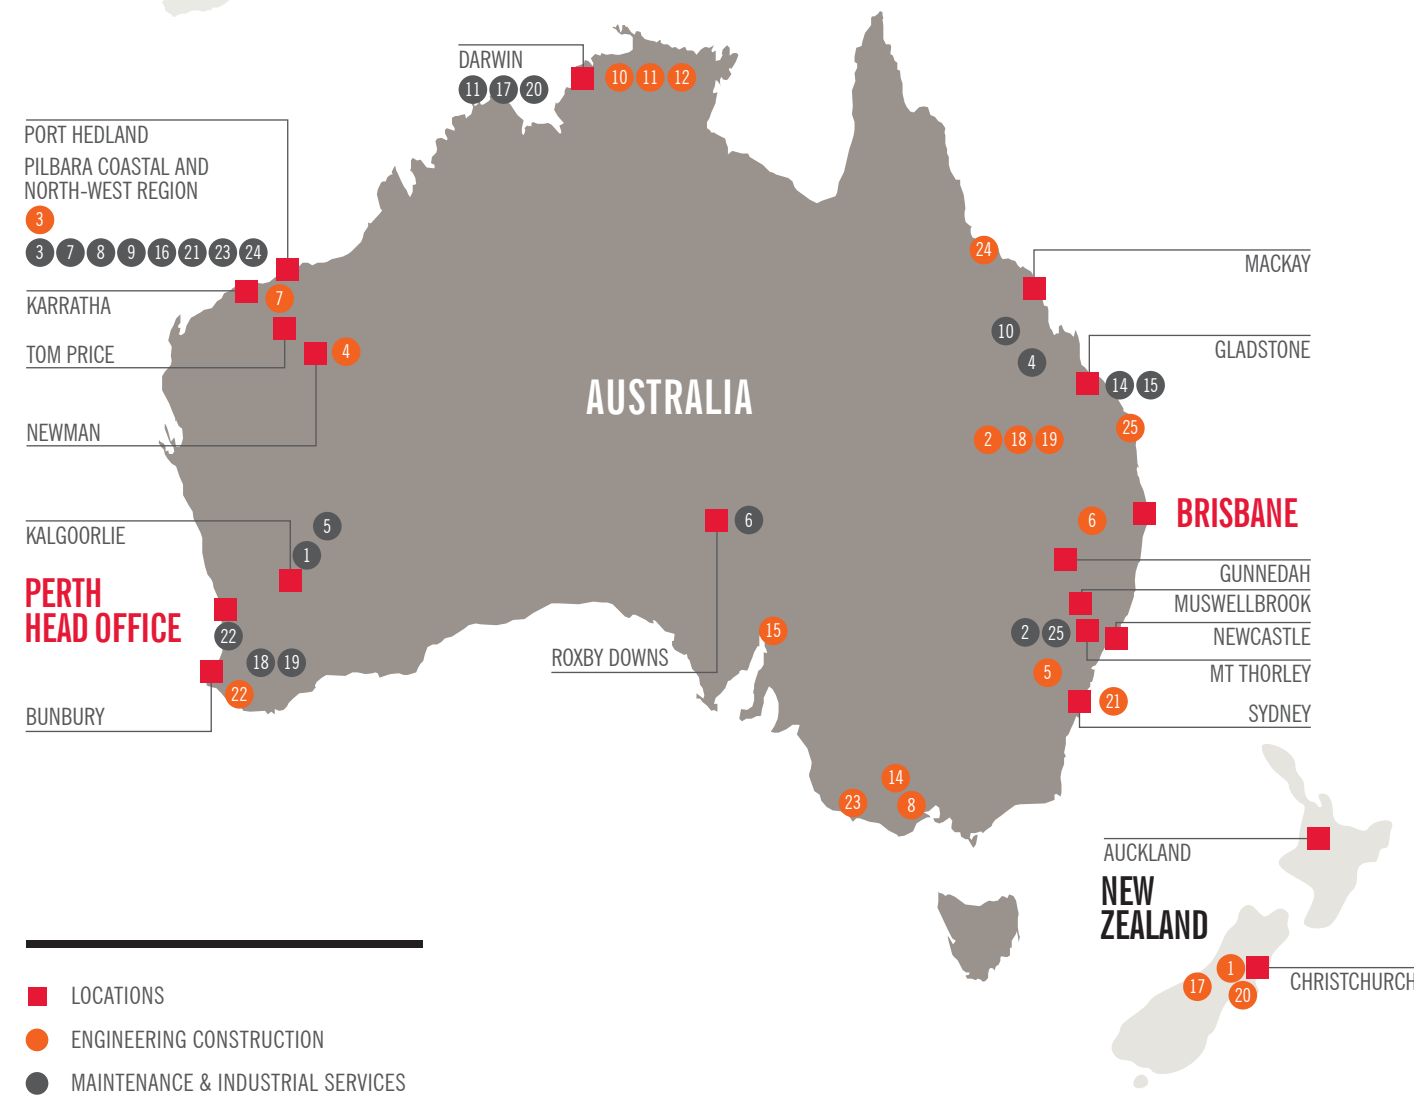 DARWIN
11 17 20
10 11 12
PORT HEDLAND
PILBARA COASTAL AND
NORTH-WEST REGION
3
3 7 8 9 16 21 23 24
24
MACKAY
7
KARRATHA
10
TOM PRICE
4
4
GLADSTONE
14 15
AUSTRALIA
NEWMAN
2 18 19
25
KALGOORLIE
5
1
6
6
BRISBANE
GUNNEDAH
PERTH
HEAD OFFICE
22
18 19
22
BUNBURY
ROXBY DOWNS
15
MUSWELLBROOK
2 25
NEWCASTLE
5
MT THORLEY
21
SYDNEY
14
23
8
AUCKLAND
NEW
ZEALAND
1
17
20
CHRISTCHURCH
LOCATIONS
ENGINEERING CONSTRUCTION
MAINTENANCE & INDUSTRIAL SERVICES